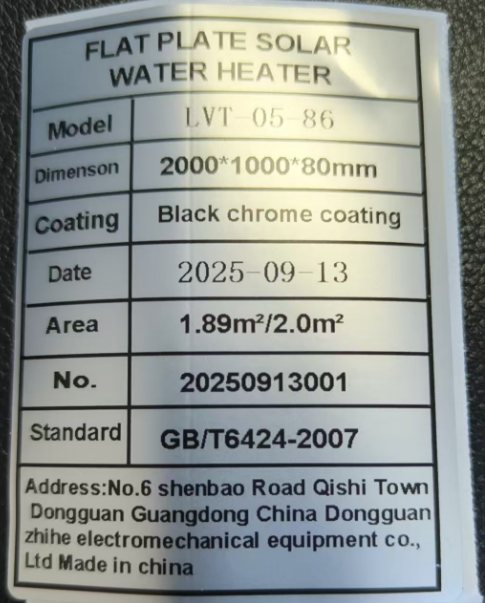 FLAT PLATE SOLAR
WATER HEATER
Model LVT-05-86
Dimenson 2000*1000*80mm
Coating Black chrome coating
Date 2025-09-13
Area 1.89m²/2.0m²
No. 20250913001
Standard GB/T6424-2007
Address:No.6 shenbao Road Qishi Town
Dongguan Guangdong China Dongguan
zhihe electromechanical equipment co.,
Ltd Made in china